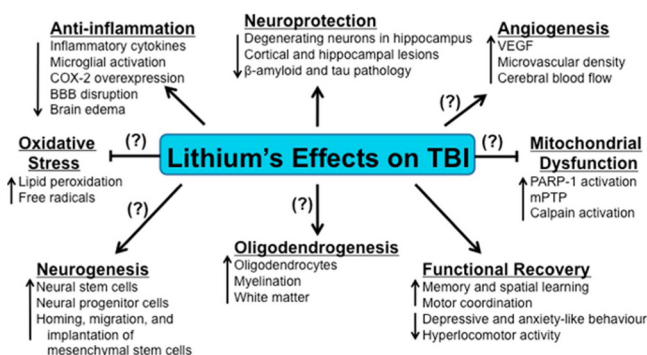 Anti-inflammation
Inflammatory cytokines
Microglial activation
COX-2 overexpression
BBB disruption
Brain edema
Neuroprotection
Degenerating neurons in hippocampus
Cortical and hippocampal lesions
β-amyloid and tau pathology
Angiogenesis
VEGF
Microvascular density
Cerebral blood flow
(?)
Oxidative
Stress
Lipid peroxidation
Free radicals
(?)
Lithium's Effects on TBI
(?)
Mitochondrial
Dysfunction
PARP-1 activation
mPTP
Calpain activation
(?)
Neurogenesis
Neural stem cells
Neural progenitor cells
Homing, migration, and
implantation of
mesenchymal stem cells
(?)
Oligodendrogenesis
Oligodendrocytes
Myelination
White matter
Functional Recovery
Memory and spatial learning
Motor coordination
Depressive and anxiety-like behaviour
Hyperlocomotor activity